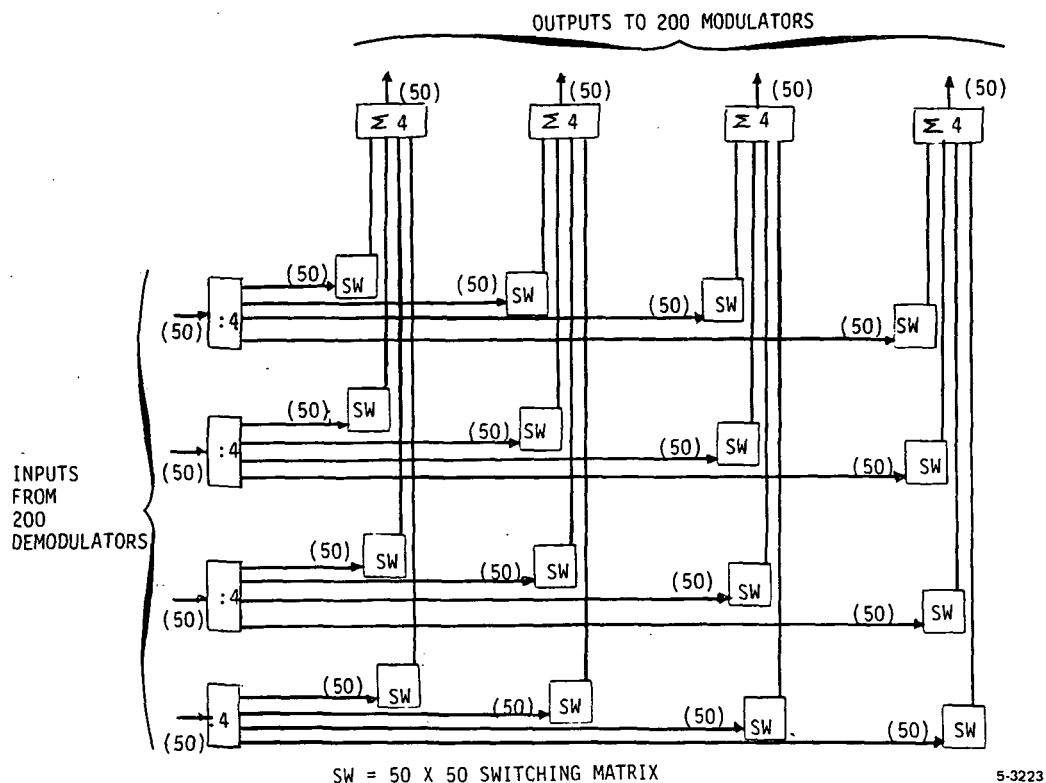 OUTPUTS TO 200 MODULATORS
(50) (50) (50) (50)
Σ 4 Σ 4 Σ 4 Σ 4
(50) SW (50) SW (50) SW (50) SW
(50) :4
(50) SW (50) SW (50) SW (50) SW
(50) :4
INPUTS
FROM
200
DEMODULATORS
(50) SW (50) SW (50) SW (50) SW
(50) :4
(50) SW (50) SW (50) SW (50) SW
(50) 4
SW = 50 X 50 SWITCHING MATRIX
5-3223